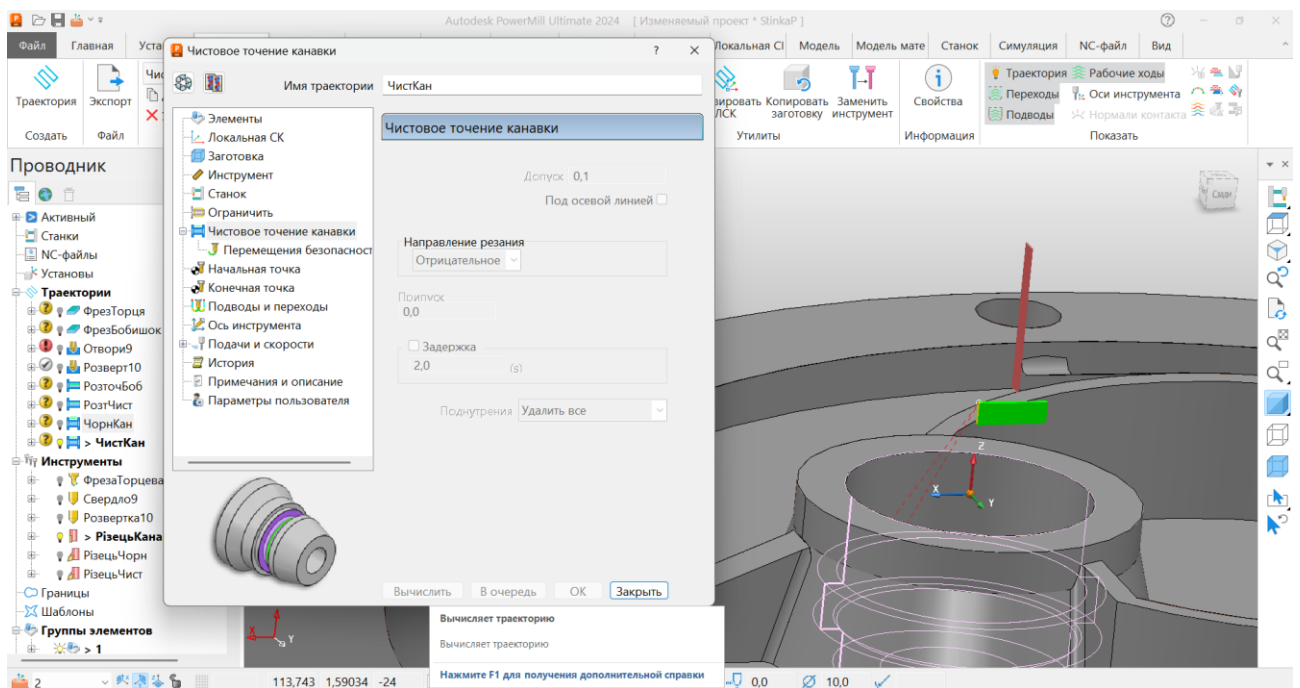 Autodesk PowerMill Ultimate 2024 [ Изменяемый проект * StinkaP ]
Файл Главная Уста
Локальная СІ Модель Модель мате Станок Симуляция NC-файл Вид
Чистовое точение канавки ? ×
Имя траектории ЧистКан
Траектория Экспорт
Создать Файл
ЛСК
Копировать заготовку
Заменить инструмент
Утилиты
Свойства
Информация
Траектория Рабочие ходы
Переходы Оси инструмента
Подводы Нормали контакта
Показать
Проводник
Активный
Станки
NC-файлы
Установы
Траектории
ФрезТорця
ФрезБобишок
Отвори9
Розверт10
РозточБоб
РозтЧист
ЧорнКан
> ЧистКан
Инструменты
ФрезаТорцева
Свердло9
Розвертка10
> РізецьКана
РізецьЧорн
РізецьЧист
Границы
Шаблоны
Группы элементов
> 1
Элементы
Локальная СК
Заготовка
Инструмент
Станок
Ограничить
Чистовое точение канавки
Перемещения безопасност
Начальная точка
Конечная точка
Подводы и переходы
Ось инструмента
Подачи и скорости
История
Примечания и описание
Параметры пользователя
Чистовое точение канавки
Допуск 0,1
Под осевой линией
Направление резания
Отрицательное
Припуск
0,0
Задержка
2,0 (s)
Поднутрения Удалить все
Вычислить В очередь ОК Закрыть
Вычисляет траекторию
Вычисляет траекторию
Нажмите F1 для получения дополнительной справки
Сзади
Z
X
Y
X
Y
2 113,743 1,59034 -24 0,0 10,0